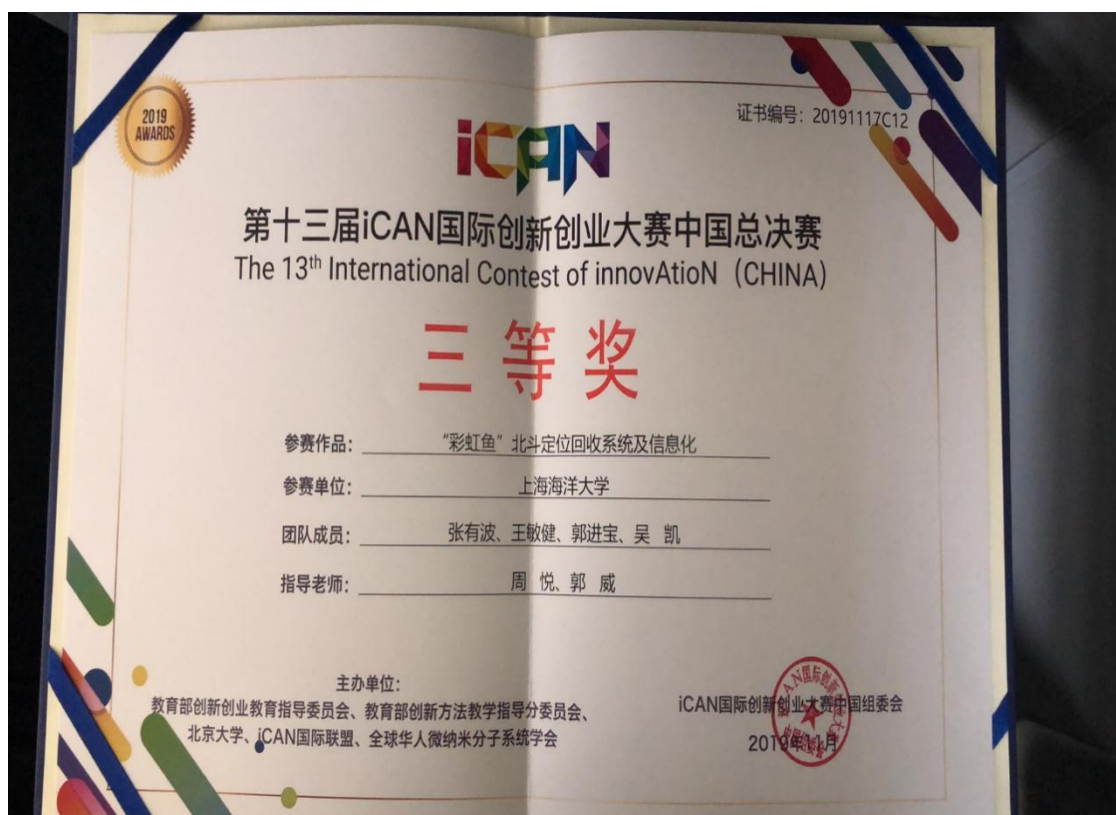 2019
AWARDS
证书编号：20191117C12
iCAN
第十三届iCAN国际创新创业大赛中国总决赛
The 13th International Contest of innovAtioN (CHINA)
三等奖
参赛作品：“彩虹鱼”北斗定位回收系统及信息化
参赛单位：上海海洋大学
团队成员：张有波、王敏健、郭进宝、吴 凯
指导老师：周 悦、郭 威
主办单位：
教育部创新创业教育指导委员会、教育部创新方法教学指导分委员会、
北京大学、iCAN国际联盟、全球华人微纳米分子系统学会
iCAN国际创新创业大赛中国组委会
2019年11月